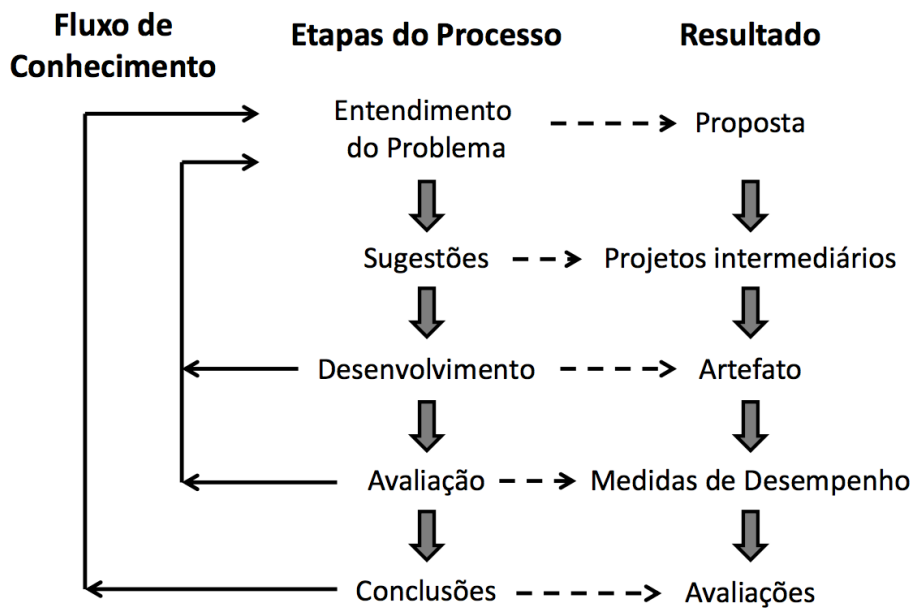 Fluxo de
Conhecimento
Etapas do Processo
Resultado
Entendimento
do Problema
Proposta
Sugestões
Projetos intermediários
Desenvolvimento
Artefato
Avaliação
Medidas de Desempenho
Conclusões
Avaliações